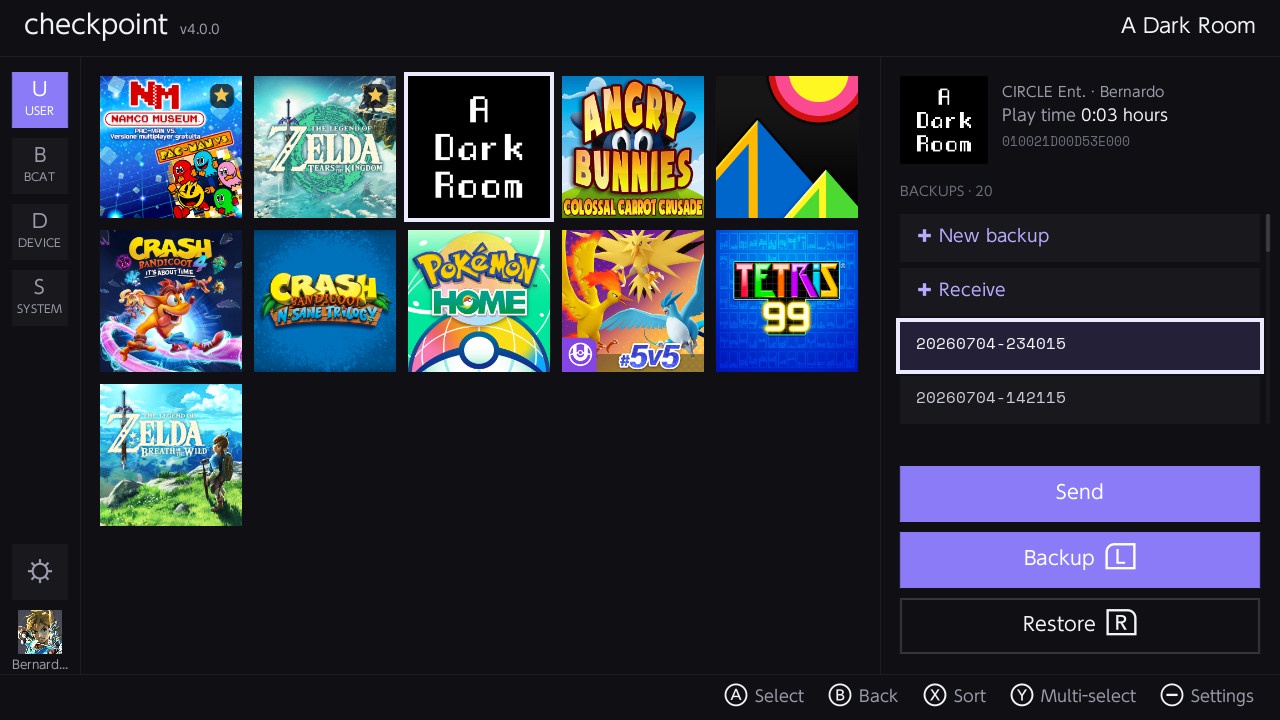 checkpoint v4.0.0
A Dark Room
U
USER
B
BCAT
D
DEVICE
S
SYSTEM
Bernard...
NM
NAMCO MUSEUM
PAC-MAN VS.
Versione multiplayer gratuita
PAC-MAN VS.
THE LEGEND OF
ZELDA
TEARS OF THE KINGDOM
A
Dark
Room
ANGRY
BUNNIES
COLOSSAL CARROT CRUSADE
CRASH
BANDICOOT 4
IT'S ABOUT TIME
CRASH
BANDICOOT
N. SANE TRILOGY
POKéMON
HOME
#5v5
TETRIS
99
THE LEGEND OF
ZELDA
BREATH OF THE WILD
A
Dark
Room
CIRCLE Ent. · Bernardo
Play time 0:03 hours
010021D00D53E000
BACKUPS · 20
+ New backup
+ Receive
20260704-234015
20260704-142115
Send
Backup L
Restore R
A Select
B Back
X Sort
Y Multi-select
− Settings